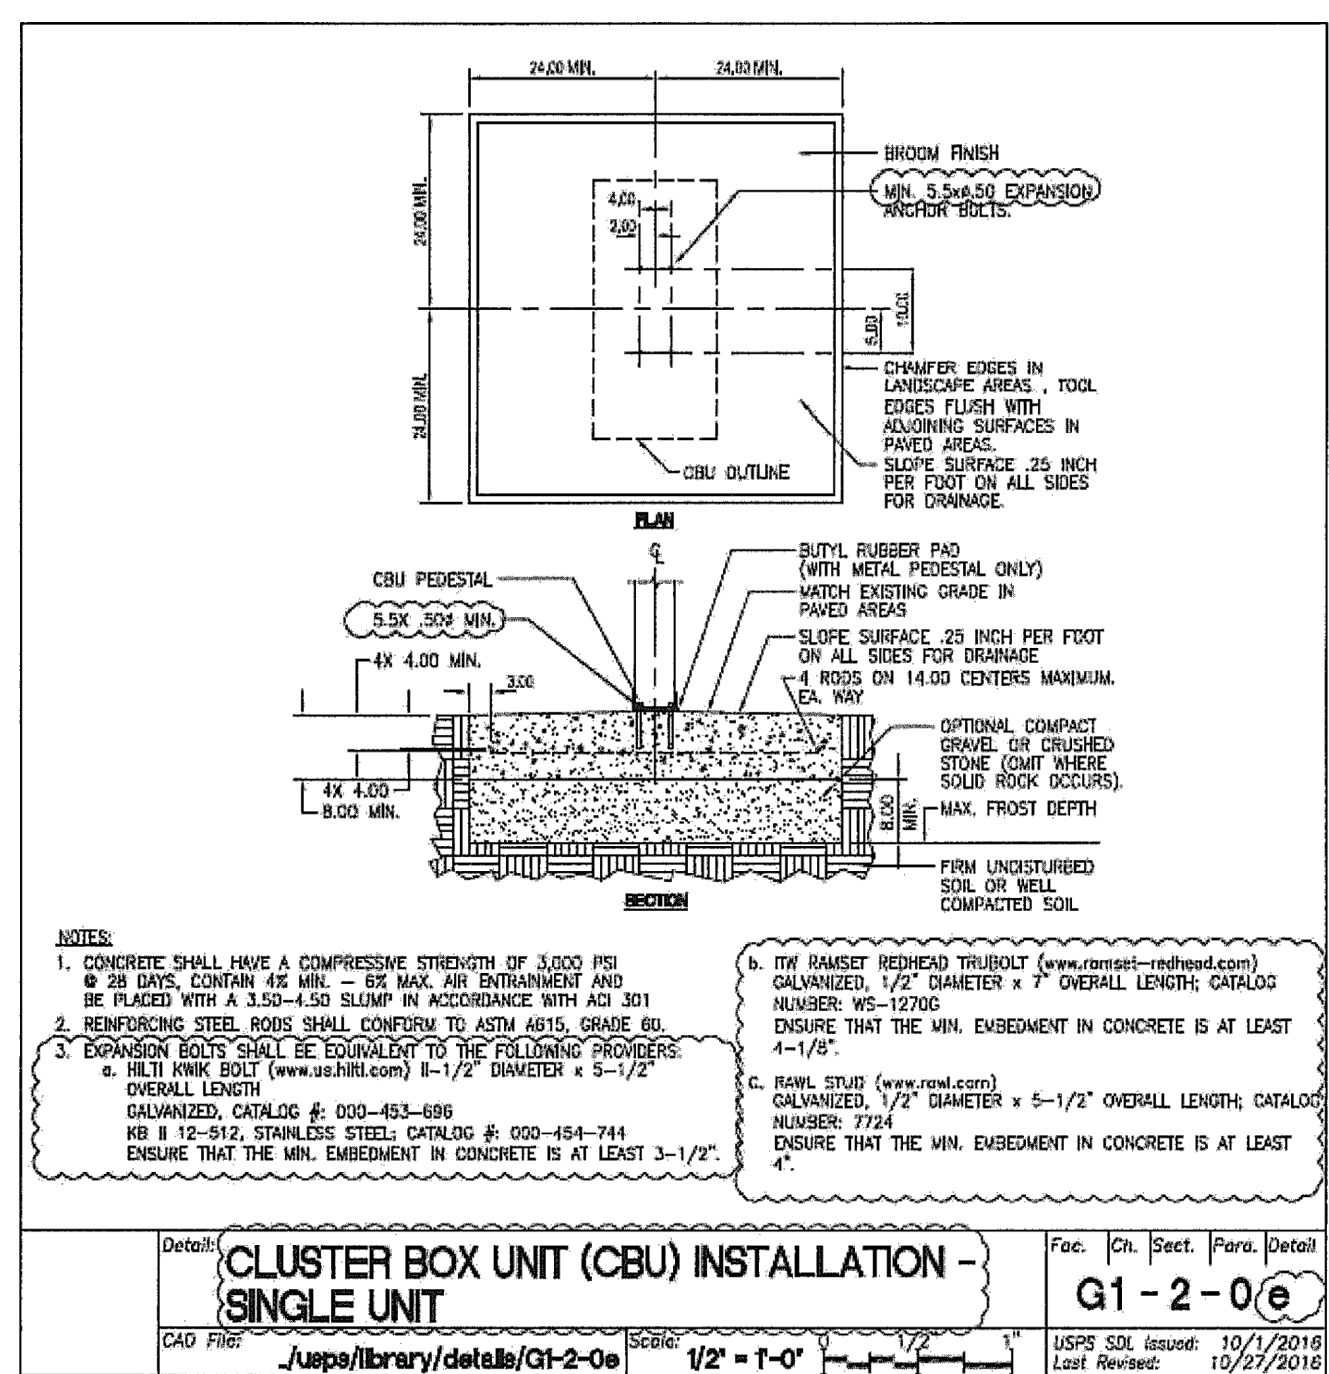 24.00 MIN.
24.00 MIN.
24.00 MIN.
24.00 MIN.
BROOM FINISH
MIN. 5.5xø.50 EXPANSION
ANCHOR BOLTS.
4.00
2.00
10.00
5.00
CHAMFER EDGES IN
LANDSCAPE AREAS , TOOL
EDGES FLUSH WITH
ADJOINING SURFACES IN
PAVED AREAS.
SLOPE SURFACE .25 INCH
PER FOOT ON ALL SIDES
FOR DRAINAGE.
CBU OUTLINE
PLAN
CL
BUTYL RUBBER PAD
(WITH METAL PEDESTAL ONLY)
MATCH EXISTING GRADE IN
PAVED AREAS
SLOPE SURFACE .25 INCH PER FOOT
ON ALL SIDES FOR DRAINAGE
4 RODS ON 14.00 CENTERS MAXIMUM.
EA. WAY
CBU PEDESTAL
5.5X .50ø MIN.
4X 4.00 MIN.
3.00
OPTIONAL COMPACT
GRAVEL OR CRUSHED
STONE (OMIT WHERE
SOLID ROCK OCCURS).
4X 4.00
8.00 MIN.
8.00
MIN.
MAX. FROST DEPTH
FIRM UNDISTURBED
SOIL OR WELL
COMPACTED SOIL
SECTION
NOTES:
1. CONCRETE SHALL HAVE A COMPRESSIVE STRENGTH OF 3,000 PSI
@ 28 DAYS, CONTAIN 4% MIN. – 6% MAX. AIR ENTRAINMENT AND
BE PLACED WITH A 3.50–4.50 SLUMP IN ACCORDANCE WITH ACI 301
2. REINFORCING STEEL RODS SHALL CONFORM TO ASTM A615, GRADE 60.
3. EXPANSION BOLTS SHALL BE EQUIVALENT TO THE FOLLOWING PROVIDERS:
a. HILTI KWIK BOLT (www.us.hilti.com) II–1/2" DIAMETER x 5–1/2"
OVERALL LENGTH
GALVANIZED, CATALOG #: 000–453–696
KB II 12–512, STAINLESS STEEL; CATALOG #: 000–454–744
ENSURE THAT THE MIN. EMBEDMENT IN CONCRETE IS AT LEAST 3–1/2".
b. ITW RAMSET REDHEAD TRUBOLT (www.ramset–redhead.com)
GALVANIZED, 1/2" DIAMETER x 7" OVERALL LENGTH; CATALOG
NUMBER: WS–1270G
ENSURE THAT THE MIN. EMBEDMENT IN CONCRETE IS AT LEAST
4–1/8".
C. RAWL STUD (www.rawl.com)
GALVANIZED, 1/2" DIAMETER x 5–1/2" OVERALL LENGTH; CATALOG
NUMBER: 7724
ENSURE THAT THE MIN. EMBEDMENT IN CONCRETE IS AT LEAST
4".
Detail:
CLUSTER BOX UNIT (CBU) INSTALLATION –
SINGLE UNIT
Fac. Ch. Sect. Para. Detail
G1 – 2 – 0 e
CAD File:
../usps/library/details/G1-2-0e
Scale:
1/2" = 1'-0"
0 1/2" 1"
USPS SDL Issued: 10/1/2016
Last Revised: 10/27/2016